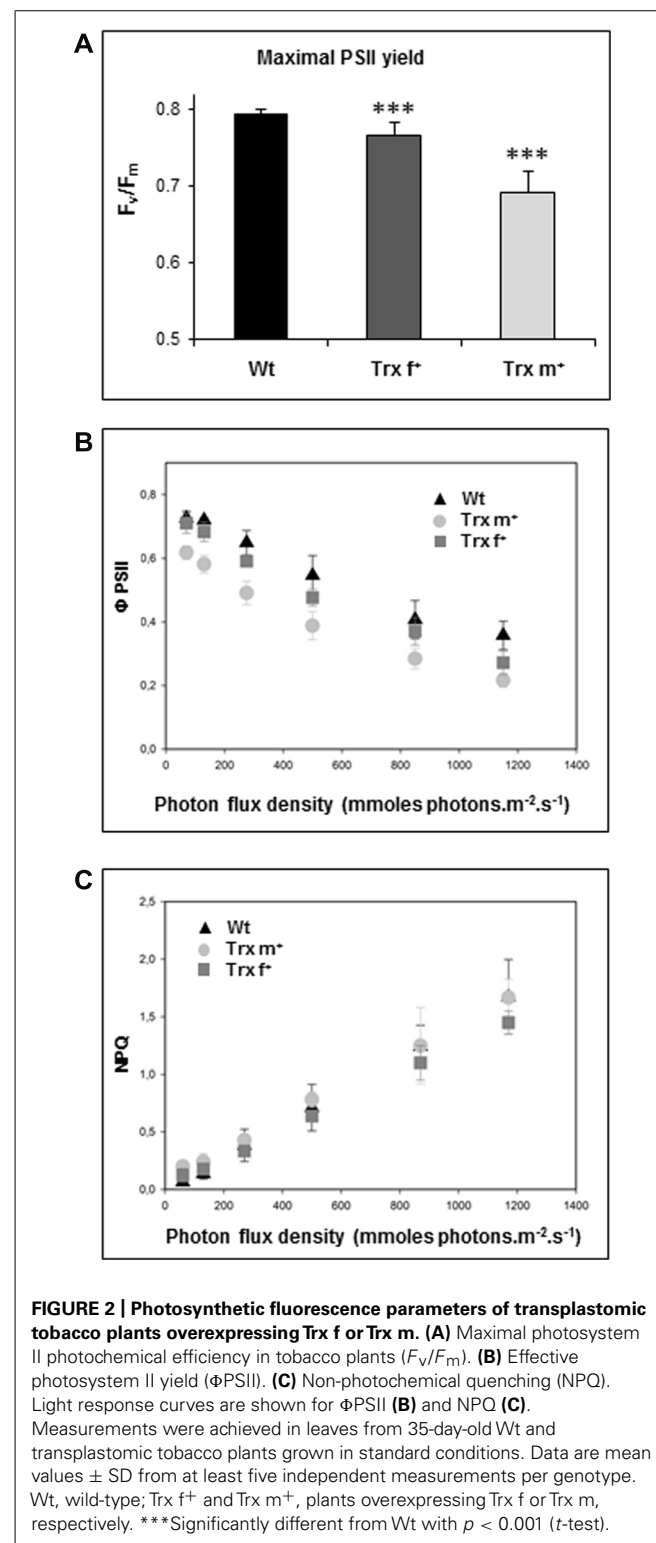 A
Maximal PSII yield
0.8
0.7
0.6
0.5
Fv/Fm
***
***
Wt
Trx f+
Trx m+
B
0,8
0,6
0,4
0,2
0,0
Φ PSII
Wt
Trx m+
Trx f+
0 200 400 600 800 1000 1200 1400
Photon flux density (mmoles photons.m-2.s-1)
C
2,5
2,0
1,5
1,0
0,5
0,0
NPQ
Wt
Trx m+
Trx f+
0 200 400 600 800 1000 1200 1400
Photon flux density (mmoles photons.m-2.s-1)
FIGURE 2 | Photosynthetic fluorescence parameters of transplastomic
tobacco plants overexpressing Trx f or Trx m. (A) Maximal photosystem
II photochemical efficiency in tobacco plants (Fv/Fm). (B) Effective
photosystem II yield (ΦPSII). (C) Non-photochemical quenching (NPQ).
Light response curves are shown for ΦPSII (B) and NPQ (C).
Measurements were achieved in leaves from 35-day-old Wt and
transplastomic tobacco plants grown in standard conditions. Data are mean
values ± SD from at least five independent measurements per genotype.
Wt, wild-type; Trx f+ and Trx m+, plants overexpressing Trx f or Trx m,
respectively. ***Significantly different from Wt with p < 0.001 (t-test).